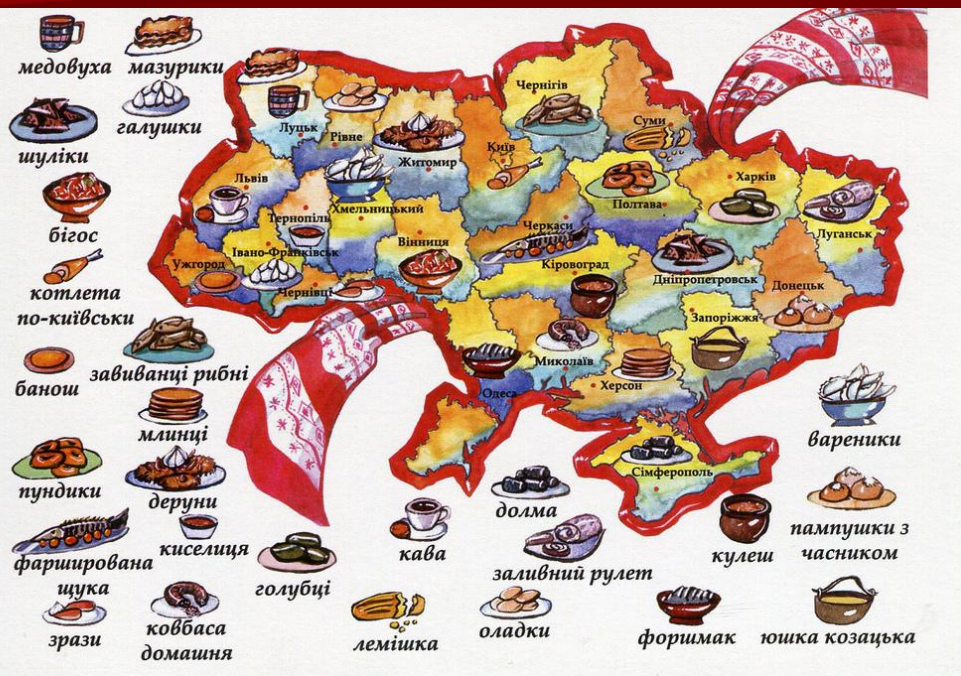 медовуха
мазурики
шуліки
галушки
бігос
котлета
по-київськи
банош
завиванці рибні
млинці
пундики
деруни
фарширована
щука
киселиця
голубці
зрази
ковбаса
домашня
кава
лемішка
долма
заливний рулет
оладки
форшмак
кулеш
вареники
пампушки з
часником
юшка козацька
Чернігів
Суми
Луцьк
Рівне
Житомир
Київ
Львів
Тернопіль
Хмельницький
Полтава
Харків
Луганськ
Ужгород
Івано-Франківськ
Вінниця
Черкаси
Чернівці
Кіровоград
Дніпропетровськ
Донецьк
Запоріжжя
Миколаїв
Одеса
Херсон
Сімферополь